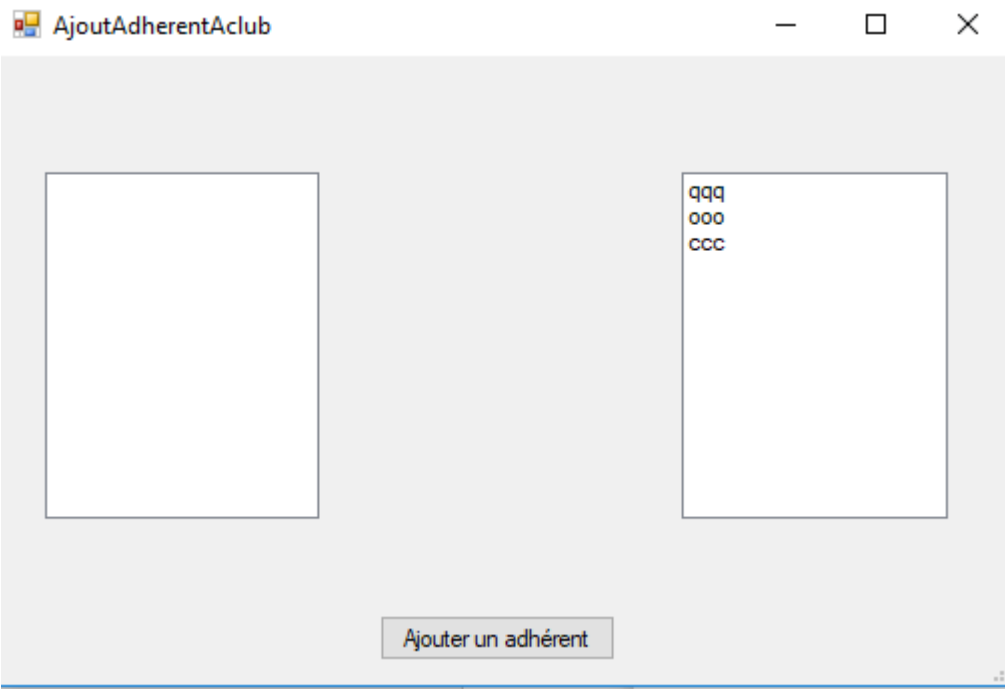 AjoutAdherentAclub
qqq
ooo
ccc
Ajouter un adhérent